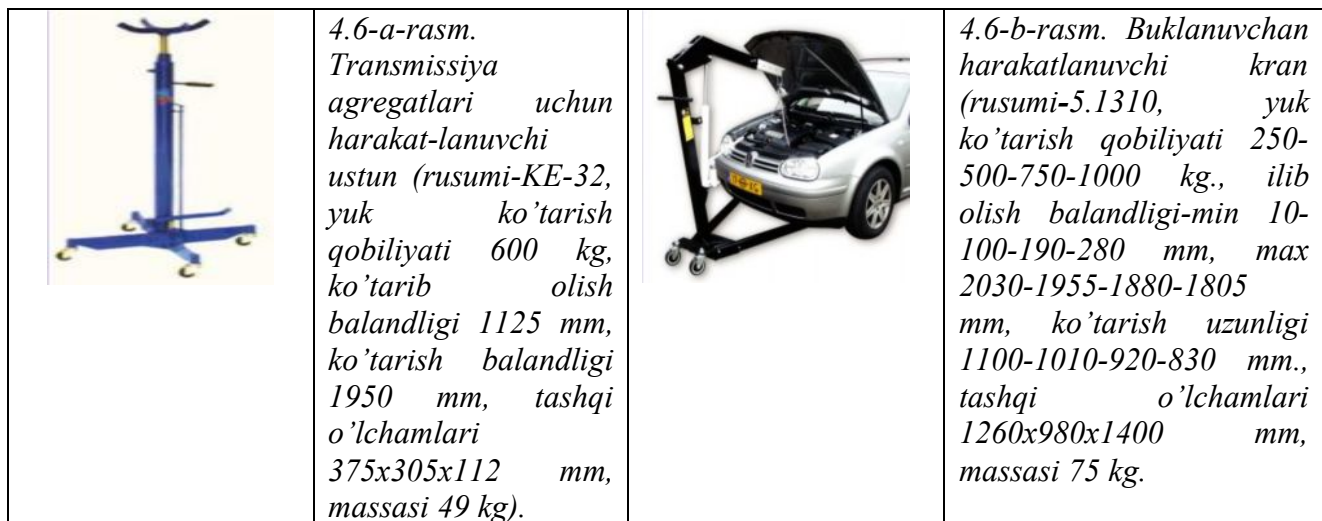 4.6-a-rasm.
Transmissiya
agregatlari uchun
harakat-lanuvchi
ustun (rusumi-KE-32,
yuk ko’tarish
qobiliyati 600 kg,
ko’tarib olish
balandligi 1125 mm,
ko’tarish balandligi
1950 mm, tashqi
o’lchamlari
375x305x112 mm,
massasi 49 kg).
4.6-b-rasm. Buklanuvchan
harakatlanuvchi kran
(rusumi-5.1310, yuk
ko’tarish qobiliyati 250-
500-750-1000 kg., ilib
olish balandligi-min 10-
100-190-280 mm, max
2030-1955-1880-1805
mm, ko’tarish uzunligi
1100-1010-920-830 mm.,
tashqi o’lchamlari
1260x980x1400 mm,
massasi 75 kg.